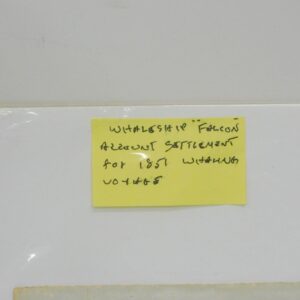 WHALESHIP "FALCON"
ACCOUNT SETTLEMENT
FOR 1851 WHALING
VOYAGE